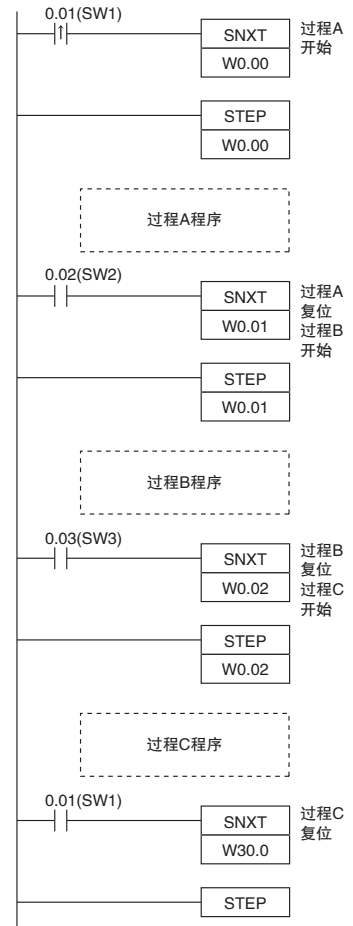 0.01(SW1)
SNXT
W0.00
过程A
开始
STEP
W0.00
过程A程序
0.02(SW2)
SNXT
W0.01
过程A
复位
过程B
开始
STEP
W0.01
过程B程序
0.03(SW3)
SNXT
W0.02
过程B
复位
过程C
开始
STEP
W0.02
过程C程序
0.01(SW1)
SNXT
W30.0
过程C
复位
STEP